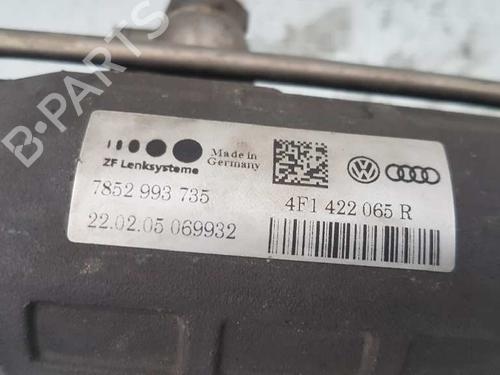 B-PARTS
ZF Lenksysteme
Made in
Germany
7852 993 735
4F1 422 065 R
22.02.05 069932